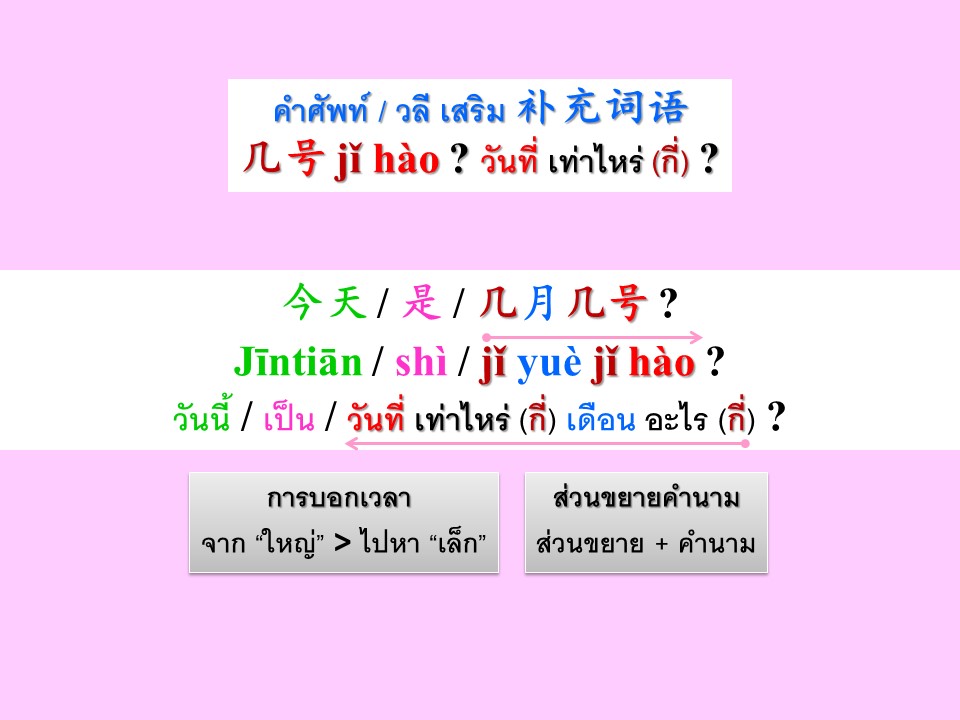 คำศัพท์ / วลี เสริม 补充词语
几号 jǐ hào ? วันที่ เท่าไหร่ (กี่) ?
今天 / 是 / 几月几号 ?
Jīntiān / shì / jǐ yuè jǐ hào ?
วันนี้ / เป็น / วันที่ เท่าไหร่ (กี่) เดือน อะไร (กี่) ?
การบอกเวลา
จาก “ใหญ่” > ไปหา “เล็ก”
ส่วนขยายคำนาม
ส่วนขยาย + คำนาม